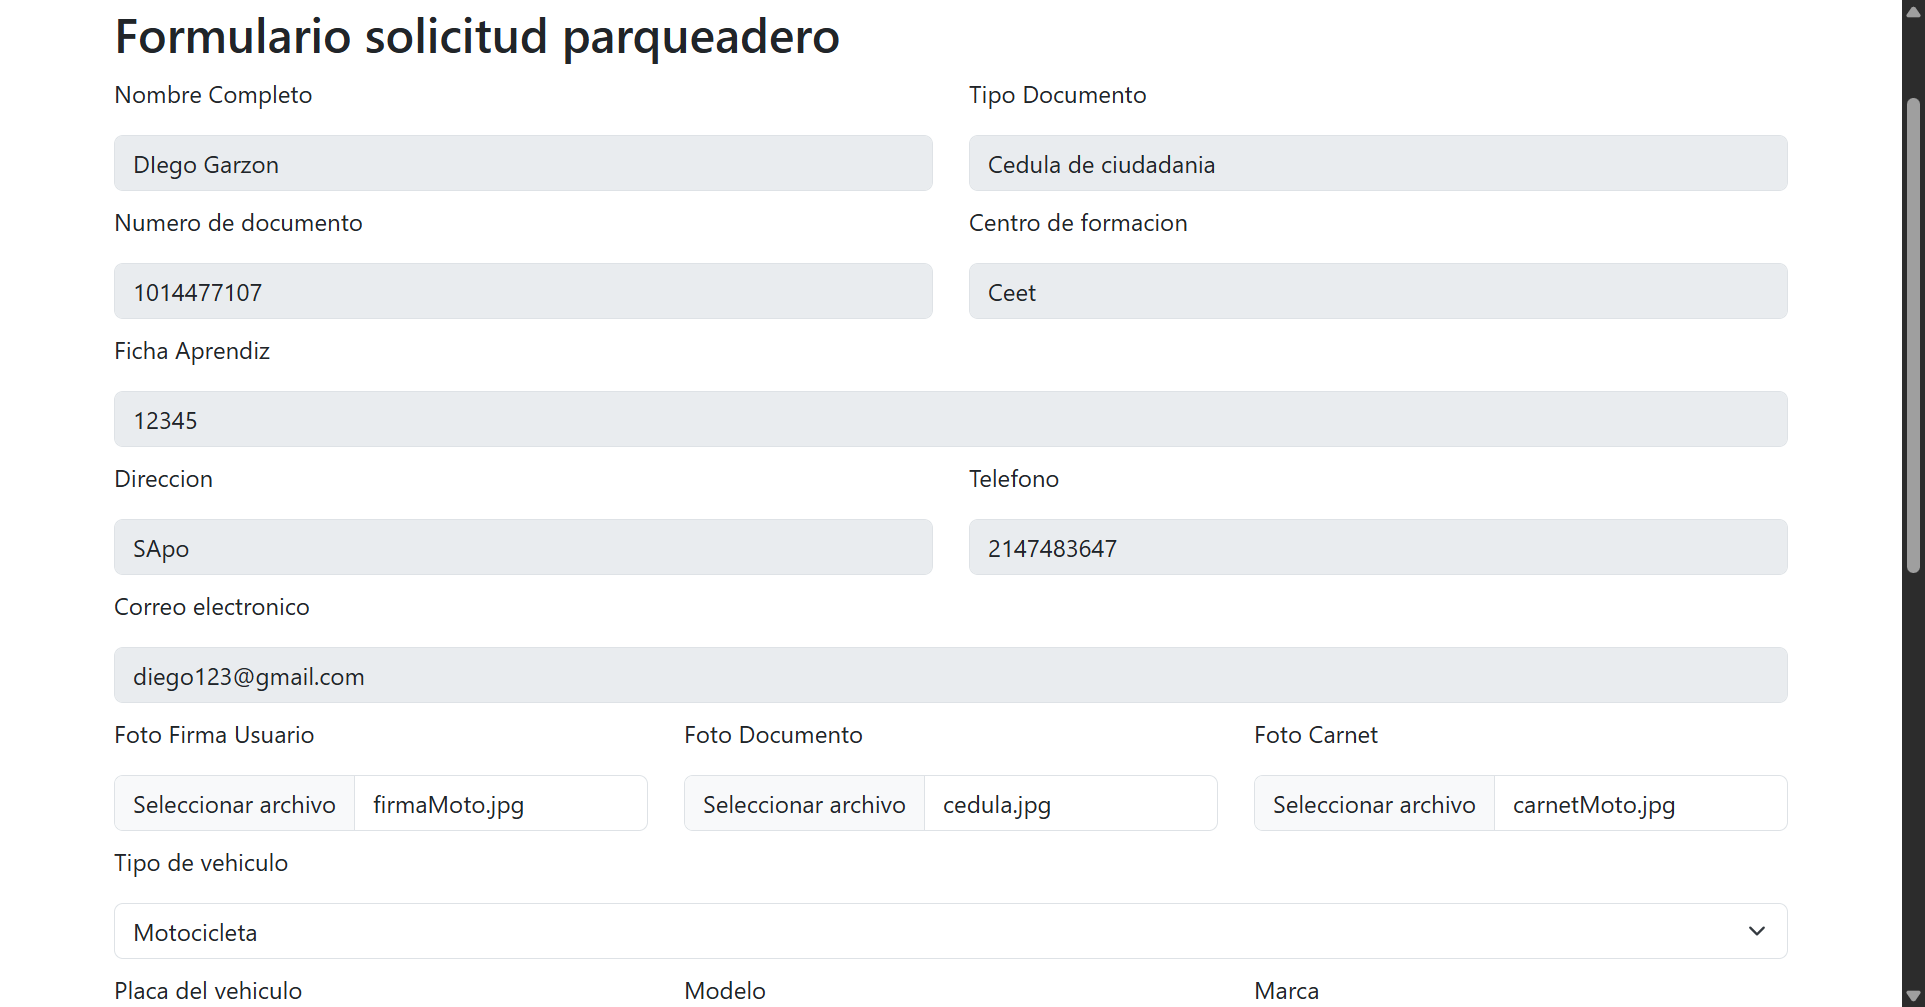 Formulario solicitud parqueadero
Nombre Completo
Tipo Documento
DIego Garzon
Cedula de ciudadania
Numero de documento
Centro de formacion
1014477107
Ceet
Ficha Aprendiz
12345
Direccion
Telefono
SApo
2147483647
Correo electronico
diego123@gmail.com
Foto Firma Usuario
Foto Documento
Foto Carnet
Seleccionar archivo firmaMoto.jpg
Seleccionar archivo cedula.jpg
Seleccionar archivo carnetMoto.jpg
Tipo de vehiculo
Motocicleta
Placa del vehiculo
Modelo
Marca